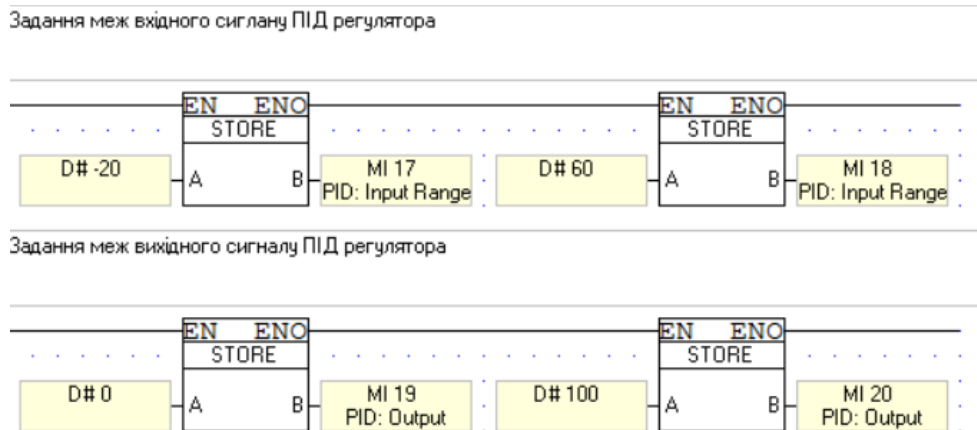 Задання меж вхідного сиглану ПІД регулятора
EN ENO EN ENO
STORE STORE
D# -20 A B MI 17 D# 60 A B MI 18
PID: Input Range PID: Input Range
Задання меж вихідного сигналу ПІД регулятора
EN ENO EN ENO
STORE STORE
D# 0 A B MI 19 D# 100 A B MI 20
PID: Output PID: Output